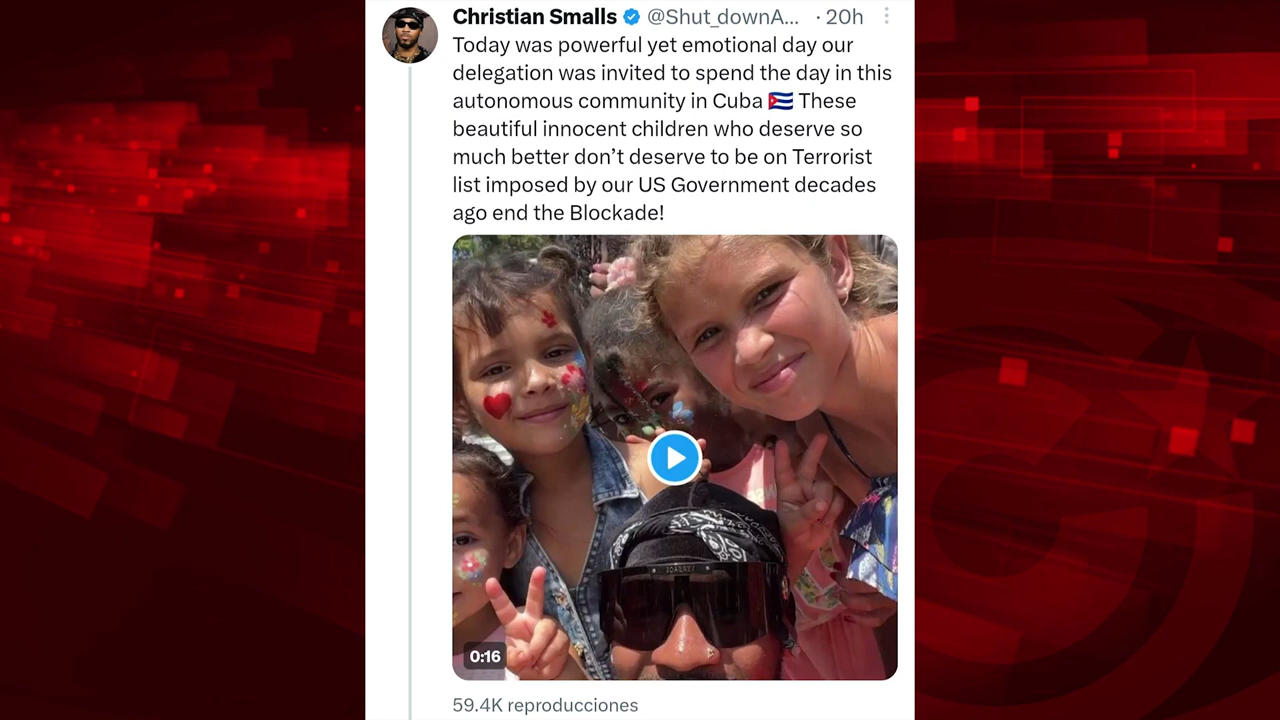 Christian Smalls @Shut_downA... · 20h
Today was powerful yet emotional day our
delegation was invited to spend the day in this
autonomous community in Cuba 🇨🇺 These
beautiful innocent children who deserve so
much better don’t deserve to be on Terrorist
list imposed by our US Government decades
ago end the Blockade!
0:16
59.4K reproducciones